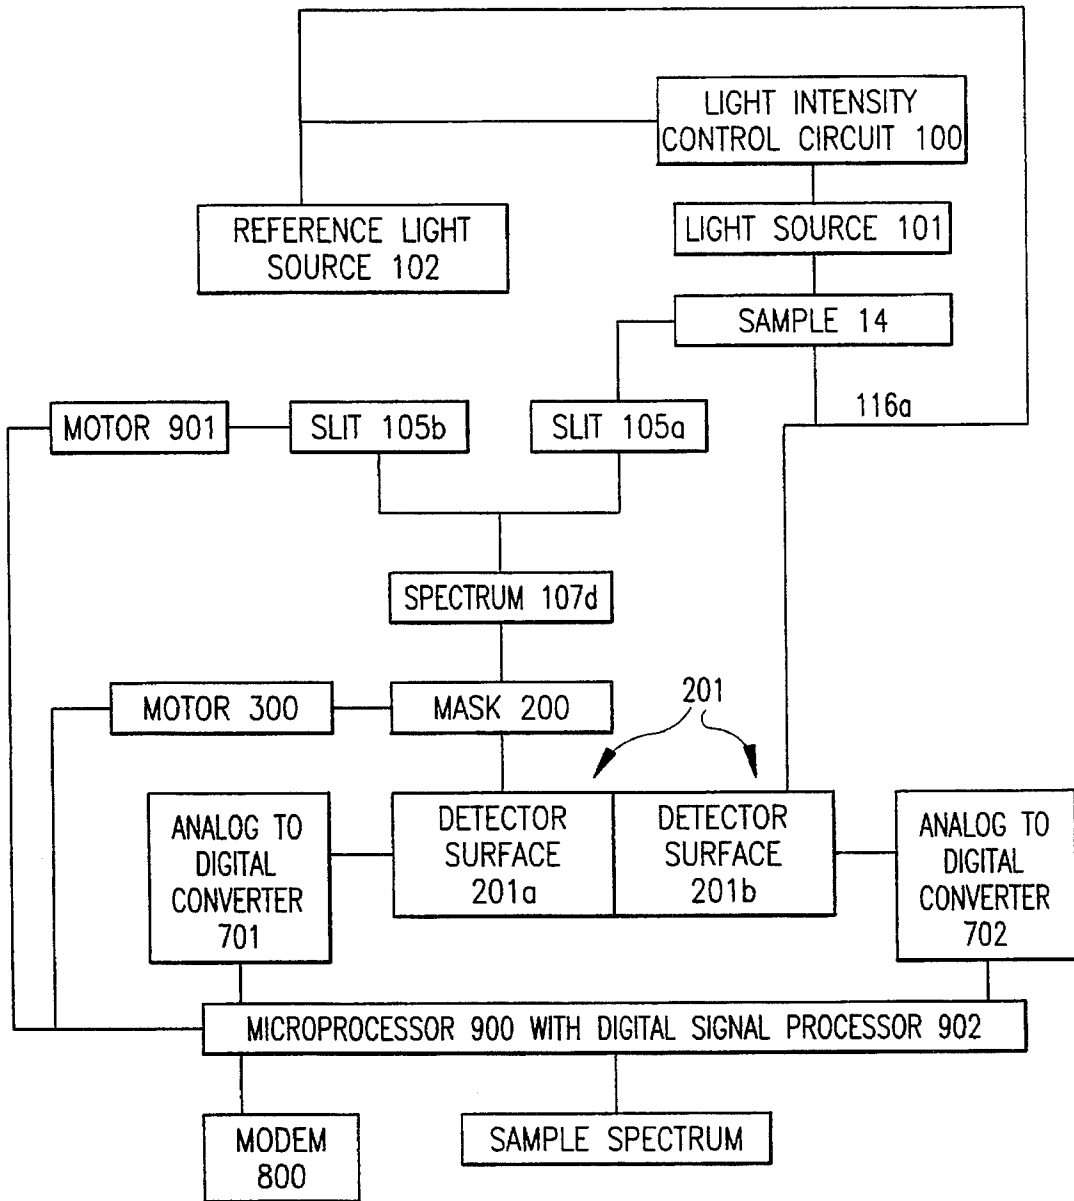 LIGHT INTENSITY
CONTROL CIRCUIT 100
REFERENCE LIGHT
SOURCE 102
LIGHT SOURCE 101
SAMPLE 14
116a
MOTOR 901
SLIT 105b
SLIT 105a
SPECTRUM 107d
MOTOR 300
MASK 200
201
ANALOG TO
DIGITAL
CONVERTER
701
DETECTOR
SURFACE
201a
DETECTOR
SURFACE
201b
ANALOG TO
DIGITAL
CONVERTER
702
MICROPROCESSOR 900 WITH DIGITAL SIGNAL PROCESSOR 902
MODEM
800
SAMPLE SPECTRUM